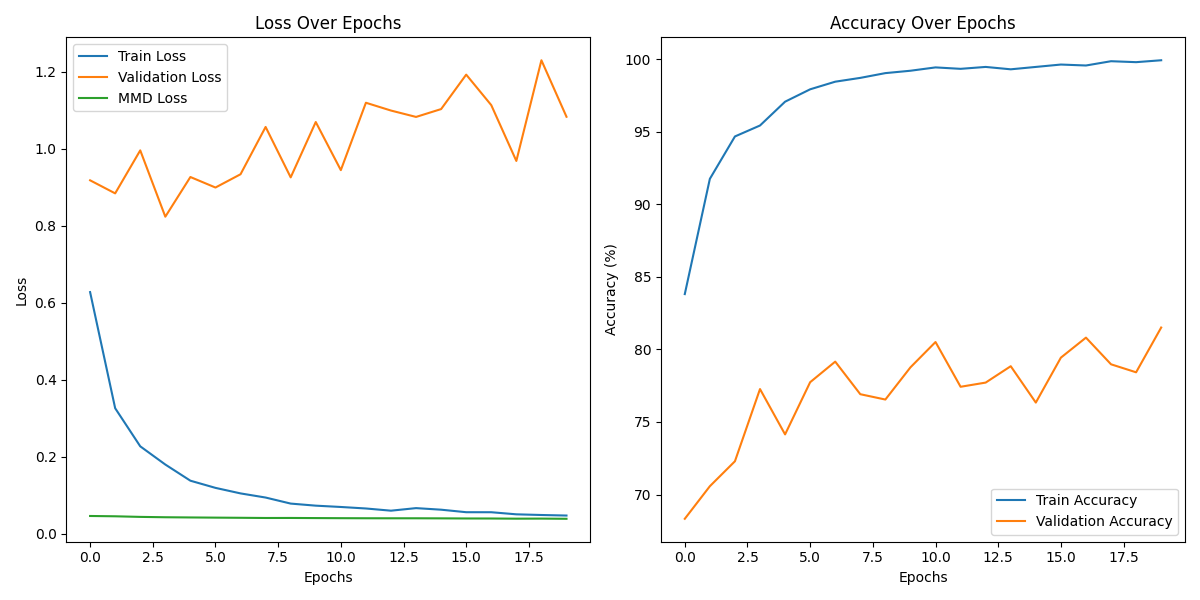 Loss Over Epochs
Train Loss
Validation Loss
MMD Loss
1.2
1.0
0.8
0.6
0.4
0.2
0.0
Loss
0.0 2.5 5.0 7.5 10.0 12.5 15.0 17.5
Epochs
Accuracy Over Epochs
100
95
90
85
80
75
70
Accuracy (%)
Train Accuracy
Validation Accuracy
0.0 2.5 5.0 7.5 10.0 12.5 15.0 17.5
Epochs